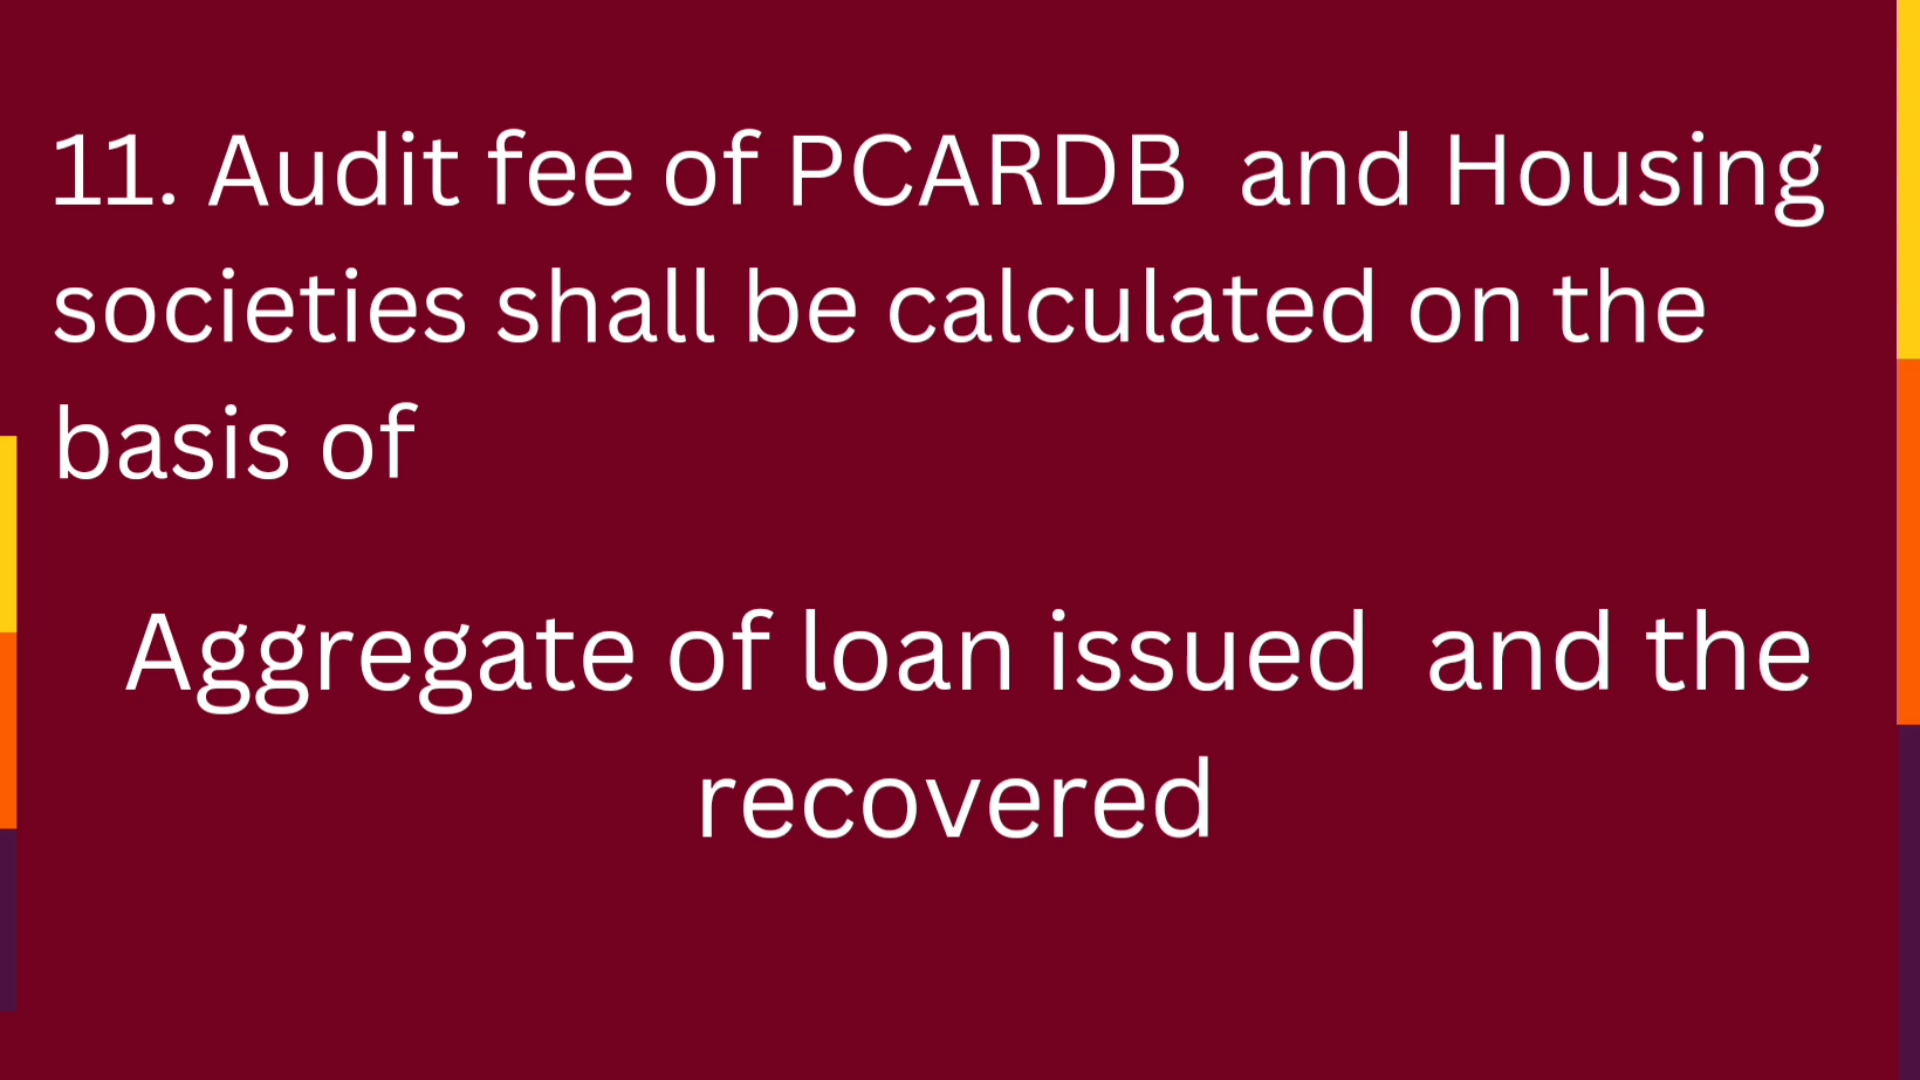 11. Audit fee of PCARDB  and Housing
societies shall be calculated on the
basis of
Aggregate of loan issued  and the
recovered